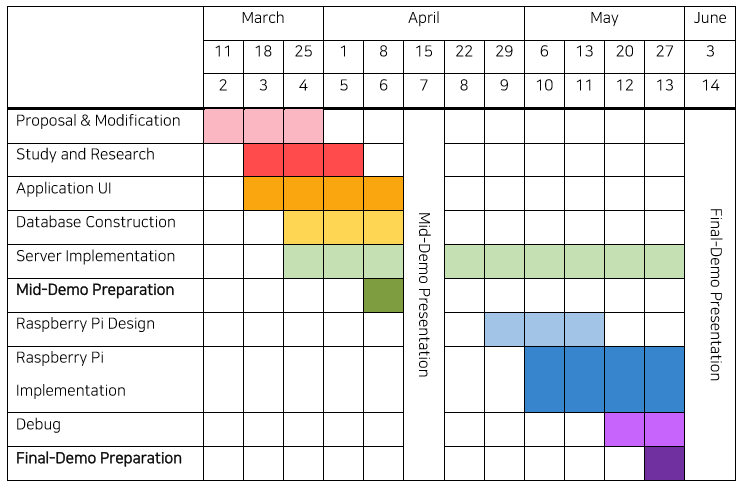 March April May June
11 18 25 1 8 15 22 29 6 13 20 27 3
2 3 4 5 6 7 8 9 10 11 12 13 14
Proposal & Modification
Study and Research
Application UI
Database Construction
Server Implementation
Mid-Demo Preparation
Raspberry Pi Design
Raspberry Pi
Implementation
Debug
Final-Demo Preparation
Mid-Demo Presentation
Final-Demo Presentation